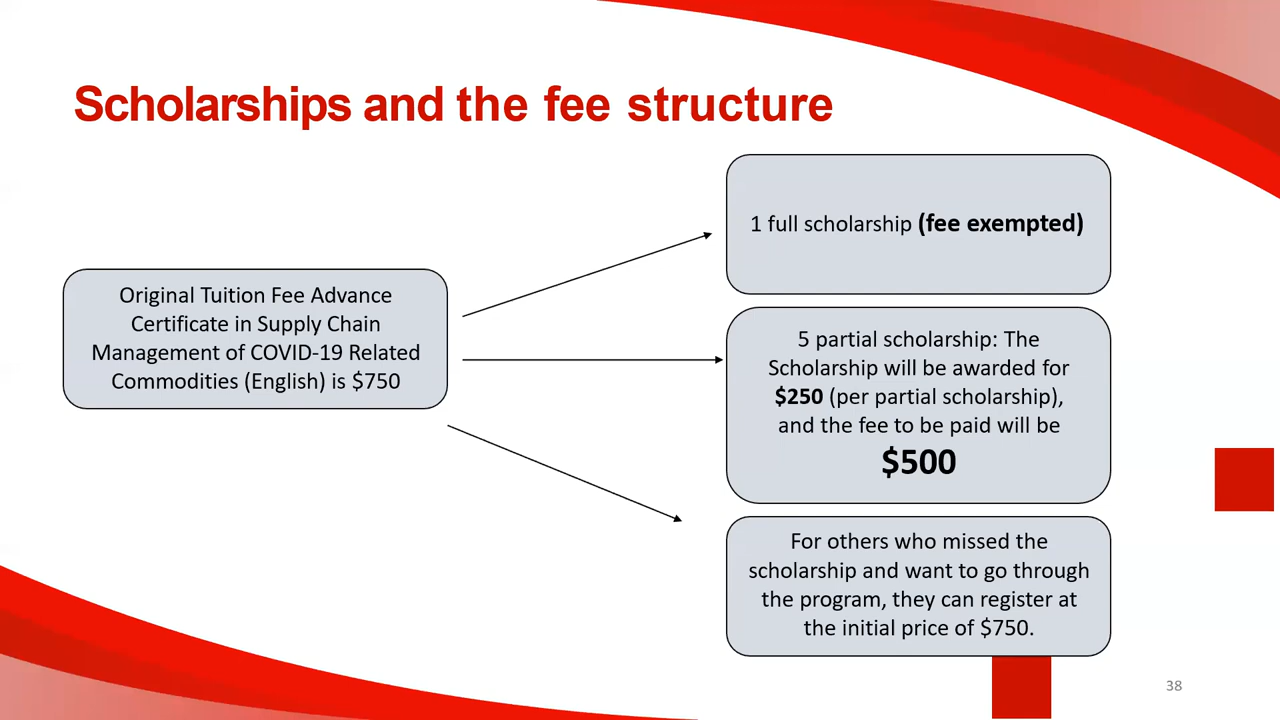 Scholarships and the fee structure
Original Tuition Fee Advance
Certificate in Supply Chain
Management of COVID-19 Related
Commodities (English) is $750
1 full scholarship (fee exempted)
5 partial scholarship: The
Scholarship will be awarded for
$250 (per partial scholarship),
and the fee to be paid will be
$500
For others who missed the
scholarship and want to go through
the program, they can register at
the initial price of $750.
38